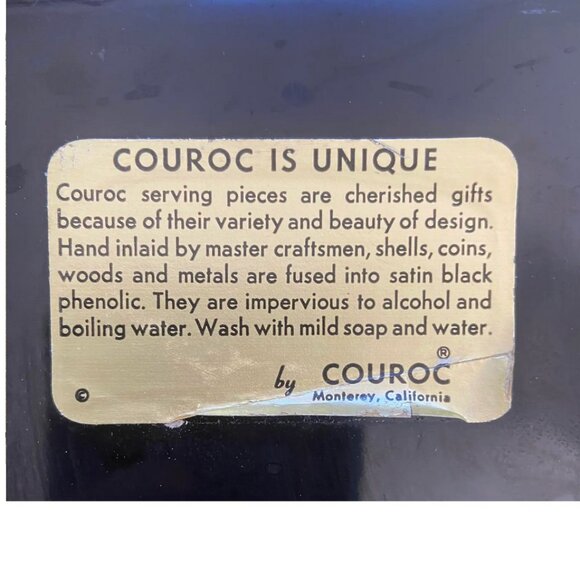 COUROC IS UNIQUE
Couroc serving pieces are cherished gifts
because of their variety and beauty of design.
Hand inlaid by master craftsmen, shells, coins,
woods and metals are fused into satin black
phenolic. They are impervious to alcohol and
boiling water. Wash with mild soap and water.
by COUROC®
Monterey, California
©